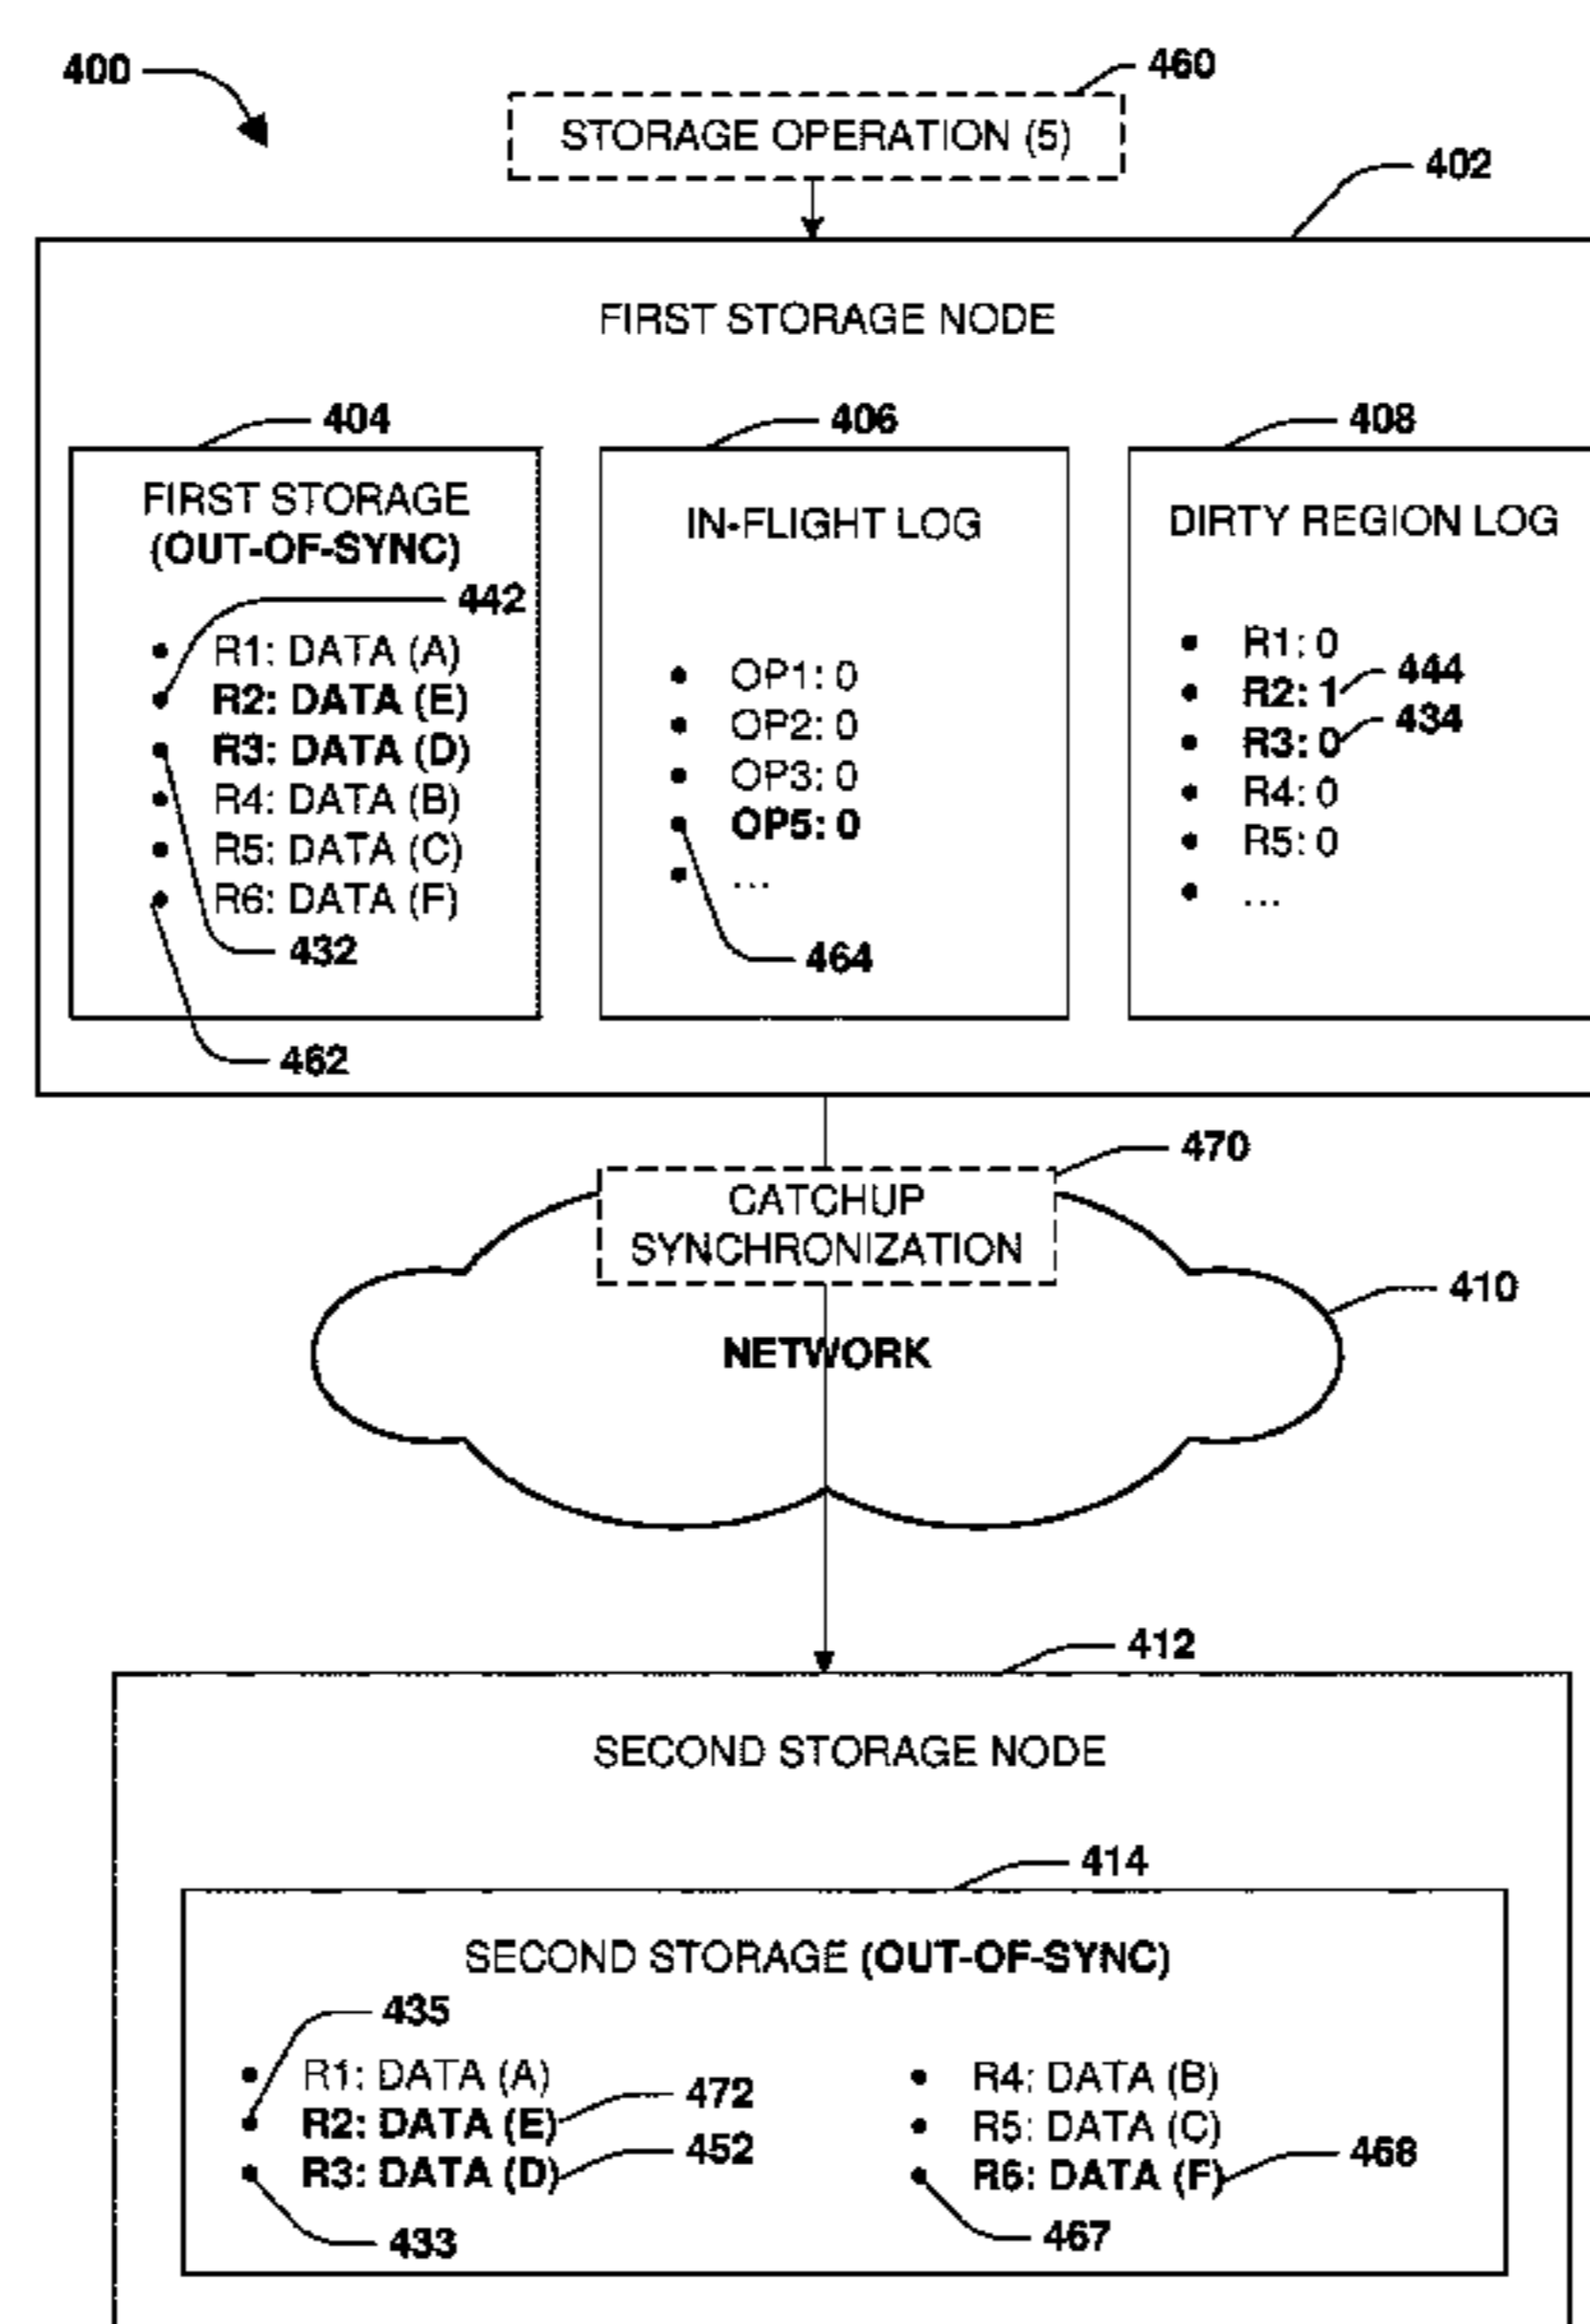 400
460
STORAGE OPERATION (5)
402
FIRST STORAGE NODE
404
406
408
FIRST STORAGE
(OUT-OF-SYNC)
442
R1: DATA (A)
R2: DATA (E)
R3: DATA (D)
R4: DATA (B)
R5: DATA (C)
R6: DATA (F)
432
462
IN-FLIGHT LOG
OP1: 0
OP2: 0
OP3: 0
OP5: 0
...
464
DIRTY REGION LOG
R1: 0
R2: 1
444
R3: 0
434
R4: 0
R5: 0
...
470
CATCHUP
SYNCHRONIZATION
410
NETWORK
412
SECOND STORAGE NODE
414
SECOND STORAGE (OUT-OF-SYNC)
435
R1: DATA (A)
R2: DATA (E)
472
R3: DATA (D)
452
433
R4: DATA (B)
R5: DATA (C)
R6: DATA (F)
468
467